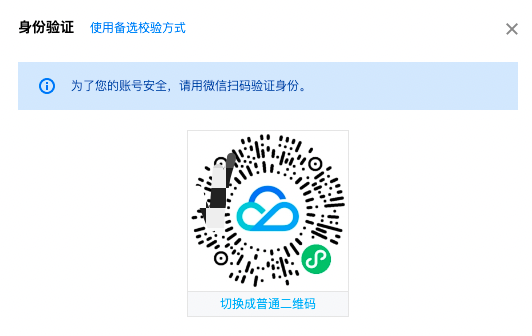 身份验证 使用备选校验方式
为了您的账号安全，请用微信扫码验证身份。
切换成普通二维码